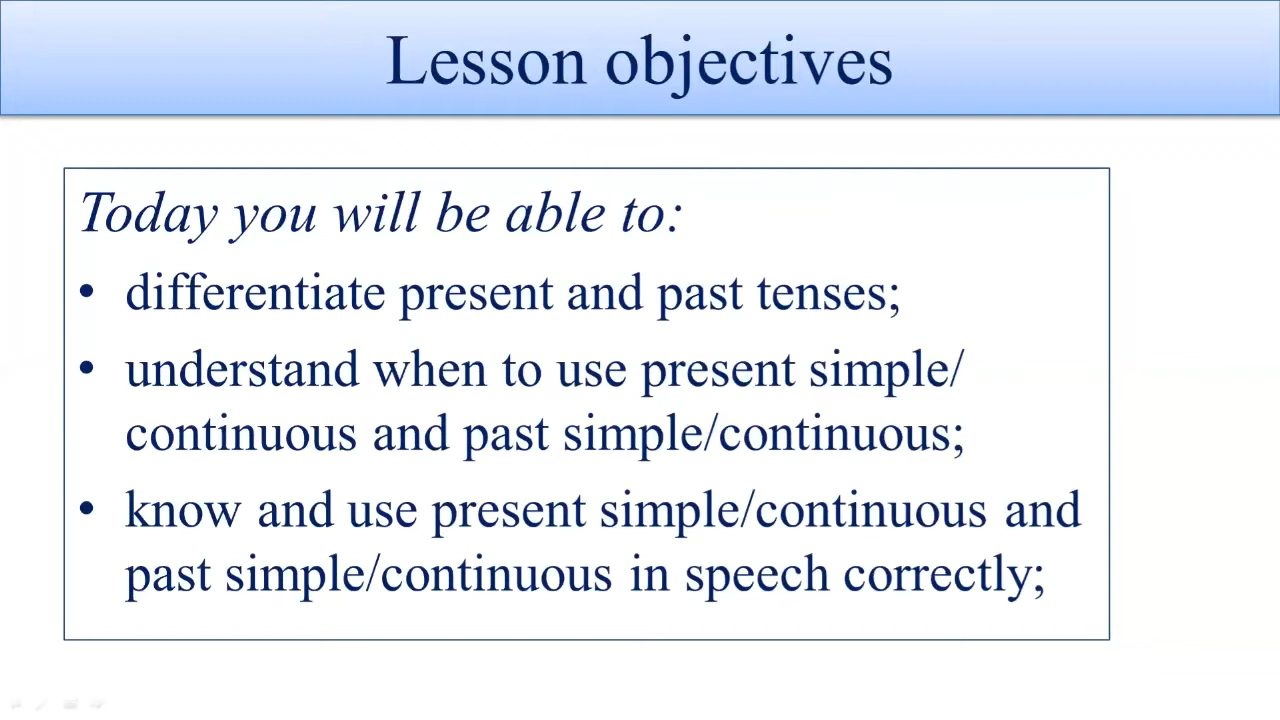 Lesson objectives
Today you will be able to:
• differentiate present and past tenses;
• understand when to use present simple/
continuous and past simple/continuous;
• know and use present simple/continuous and
past simple/continuous in speech correctly;